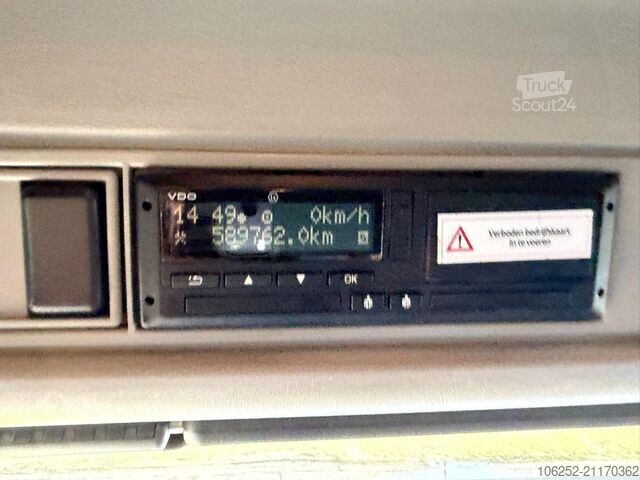 Truck
Scout24
VDO
14 49 0km/h
589762.0km
Verboden bedrijfskaart
in te voeren
OK
106252-21170362